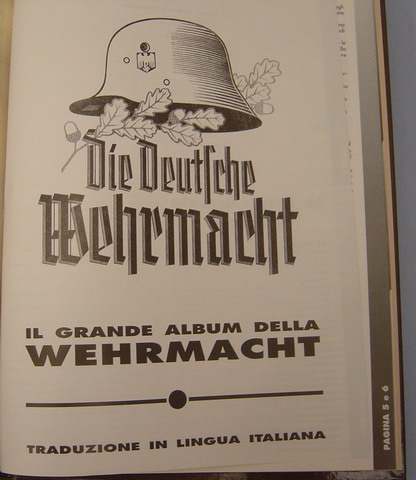 Die Deutſche
Wehrmacht
IL GRANDE ALBUM DELLA
WEHRMACHT
TRADUZIONE IN LINGUA ITALIANA
PAGINA 5 e 6